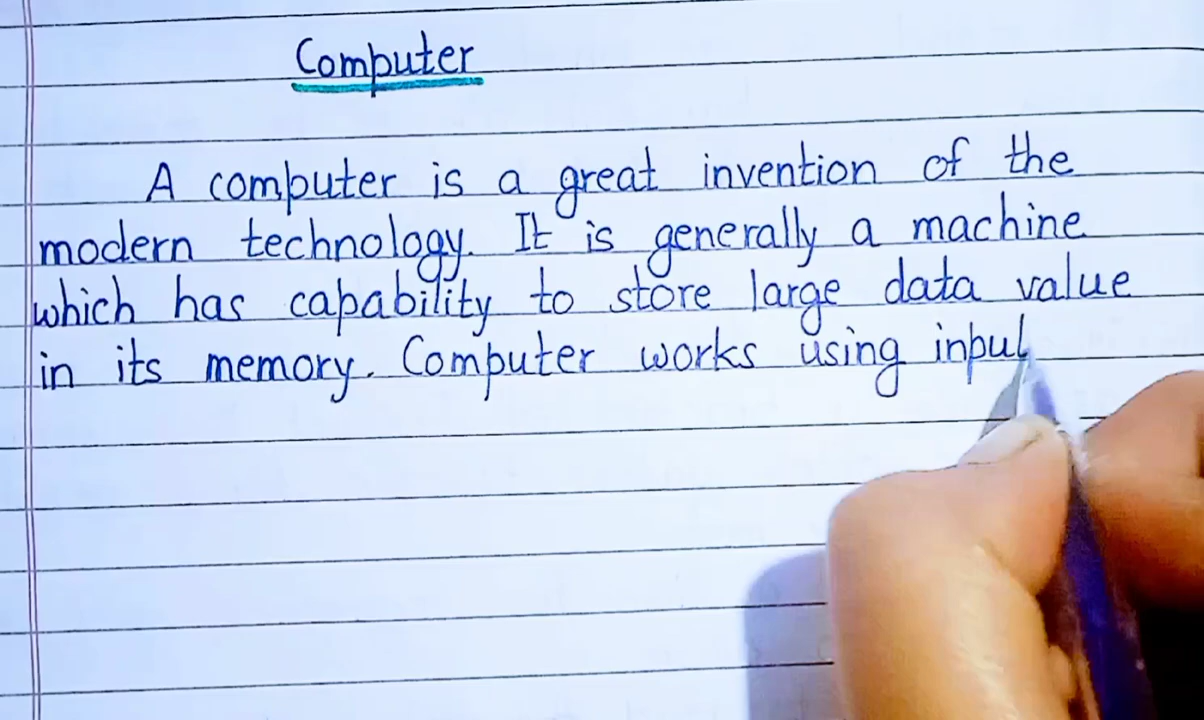 Computer
A computer is a great invention of the
modern technology. It is generally a machine
which has capability to store large data value
in its memory. Computer works using input